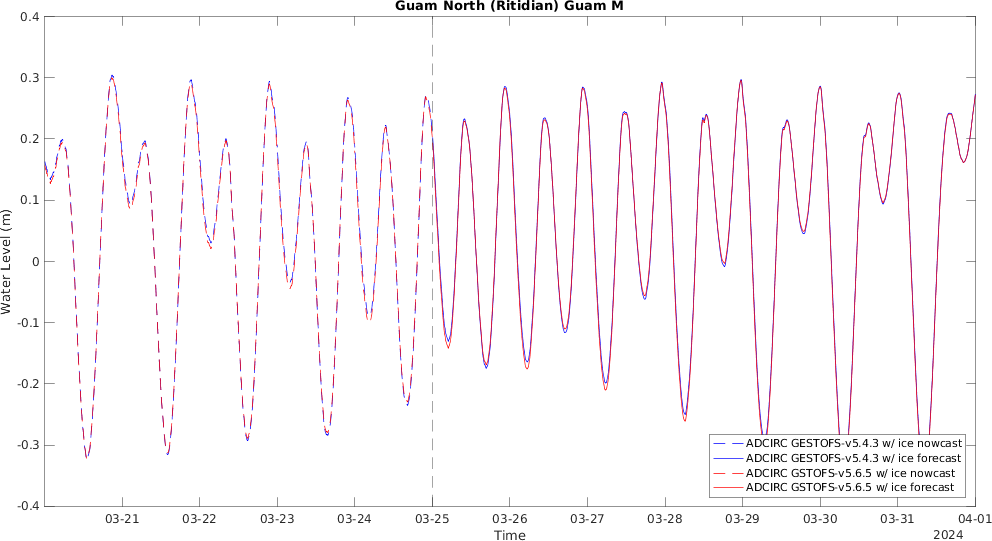 Guam North (Ritidian) Guam M
0.4
0.3
0.2
0.1
0
-0.1
-0.2
-0.3
-0.4
Water Level (m)
ADCIRC GESTOFS-v5.4.3 w/ ice nowcast
ADCIRC GESTOFS-v5.4.3 w/ ice forecast
ADCIRC GSTOFS-v5.6.5 w/ ice nowcast
ADCIRC GSTOFS-v5.6.5 w/ ice forecast
03-21 03-22 03-23 03-24 03-25 03-26 03-27 03-28 03-29 03-30 03-31 04-01
Time
2024